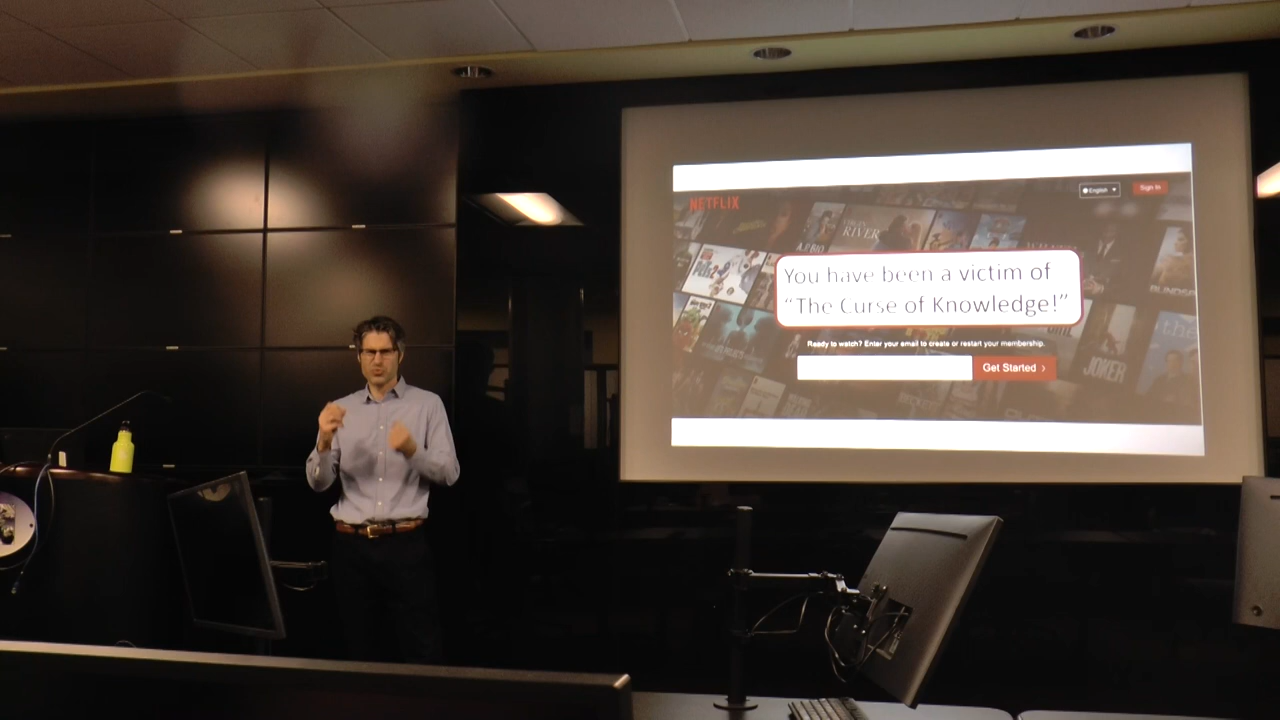 English
Sign In
NETFLIX
RIVER
You have been a victim of
“The Curse of Knowledge!”
Ready to watch? Enter your email to create or restart your membership.
Get Started
JOKER